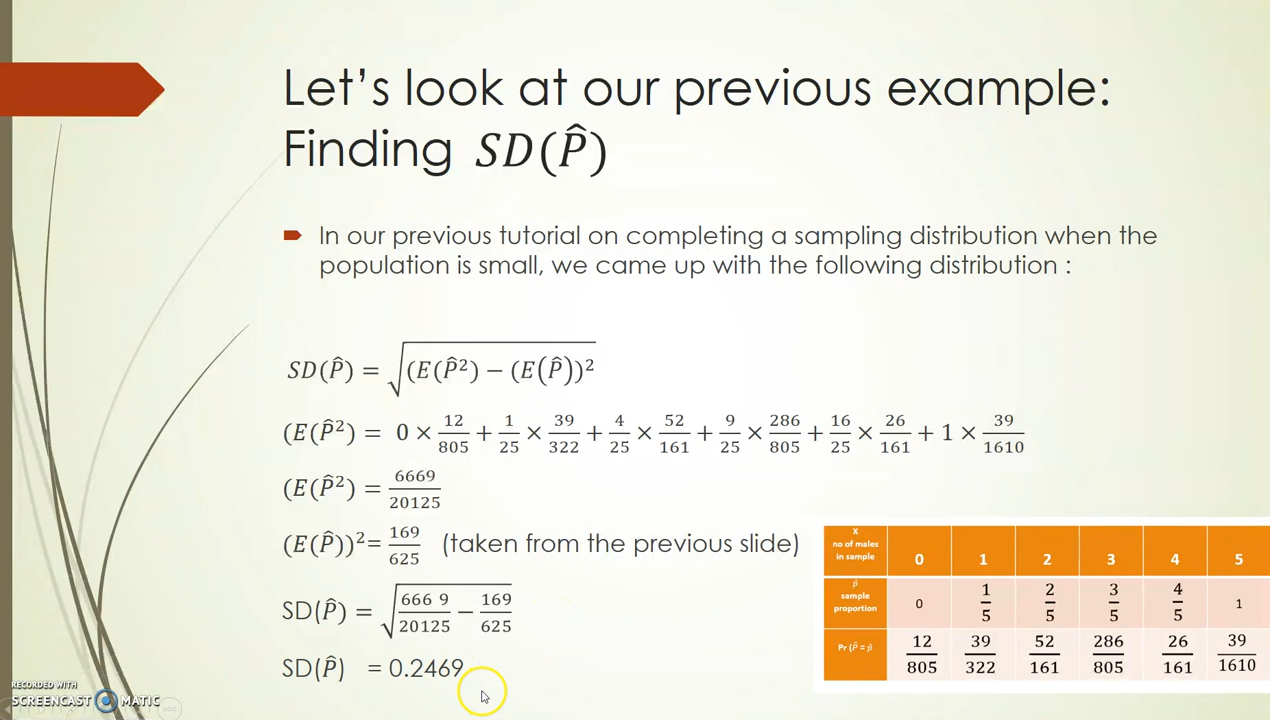 Let's look at our previous example:
Finding SD(P̂)
In our previous tutorial on completing a sampling distribution when the
population is small, we came up with the following distribution :
SD(P̂) = √(E(P̂²) − (E(P̂))²
(E(P̂²) = 0 × 12/805 + 1/25 × 39/322 + 4/25 × 52/161 + 9/25 × 286/805 + 16/25 × 26/161 + 1 × 39/1610
(E(P̂²) = 6669/20125
(E(P̂))²= 169/625 (taken from the previous slide)
SD(P̂) = √666 9/20125 − 169/625
SD(P̂) = 0.2469
X
no of males
in sample
0 1 2 3 4 5
p̂
sample
proportion
0 1/5 2/5 3/5 4/5 1
Pr (P̂ = p̂
12/805 39/322 52/161 286/805 26/161 39/1610
RECORDED WITH
SCREENCAST MATIC